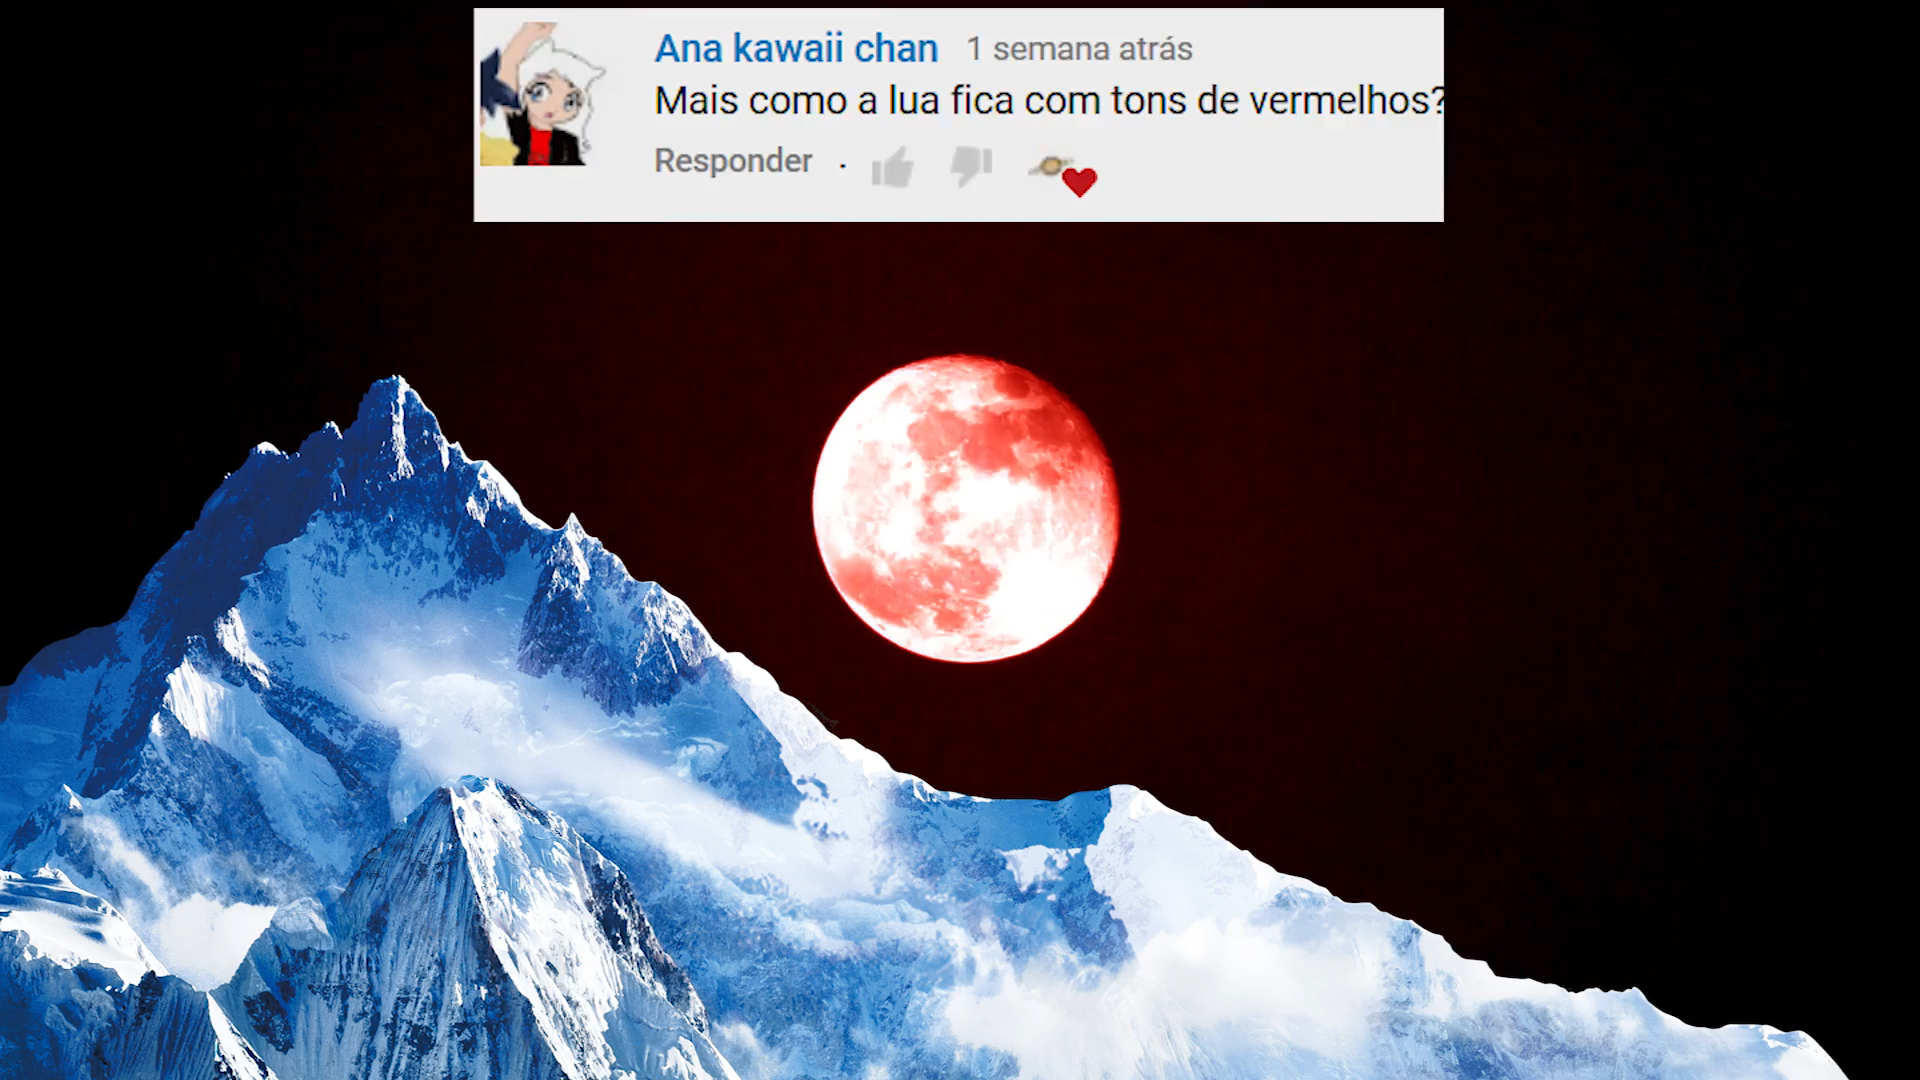 Ana kawaii chan 1 semana atrás
Mais como a lua fica com tons de vermelhos?
Responder ·